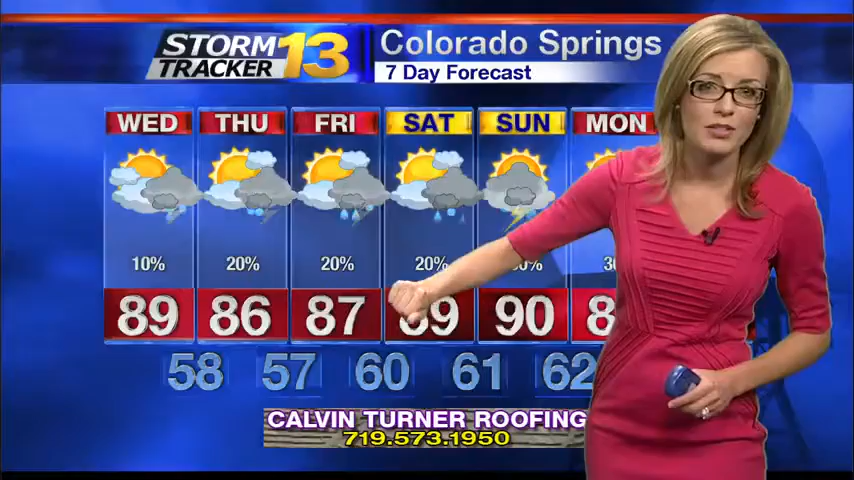 STORM TRACKER 13
Colorado Springs
7 Day Forecast
WED THU FRI SAT SUN MON
10% 20% 20% 20%
89 86 87 89 90
58 57 60 61 62
CALVIN TURNER ROOFING
719.573.1950